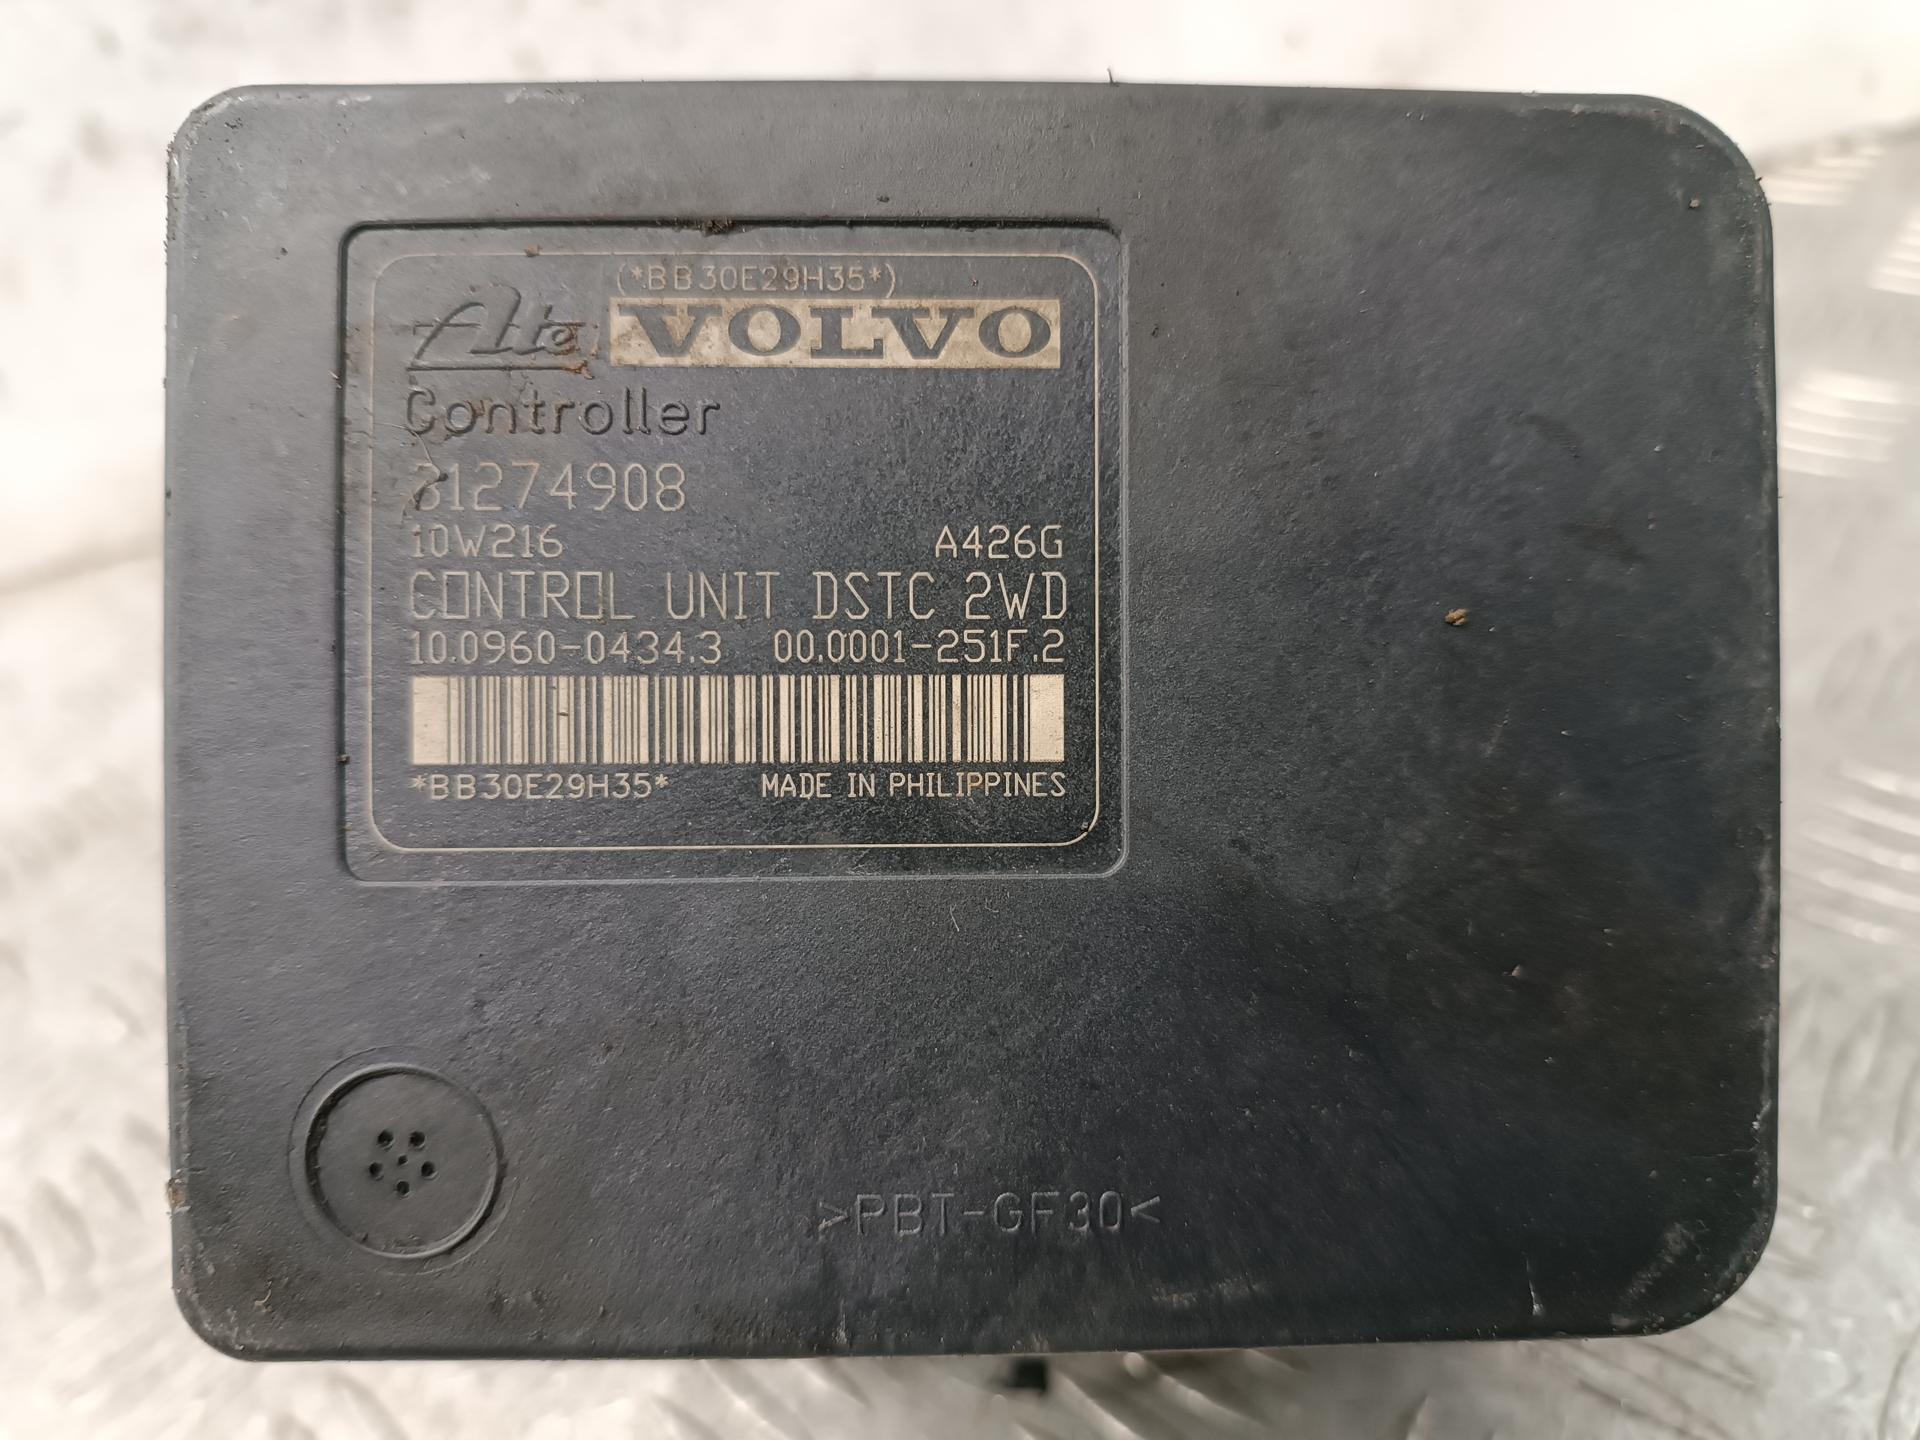 (*BB30E29H35*)
Ate VOLVO
Controller
31274908
10W216 A426G
CONTROL UNIT DSTC 2WD
10.0960-0434.3 00.0001-251F.2
*BB30E29H35* MADE IN PHILIPPINES
>PBT-GF30<